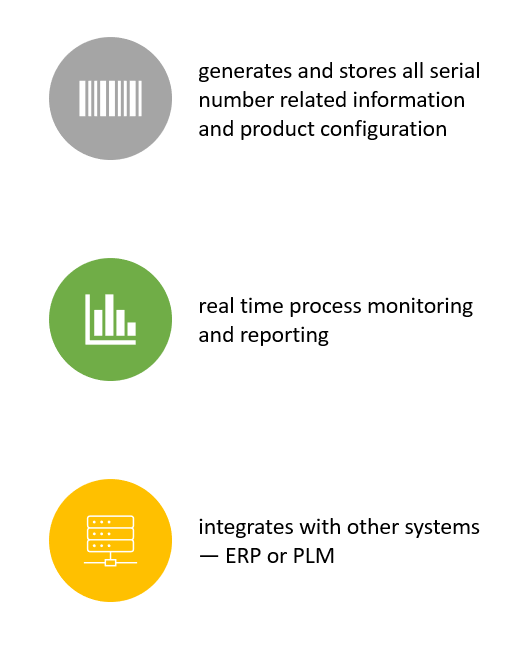 generates and stores all serial
number related information
and product configuration
real time process monitoring
and reporting
integrates with other systems
— ERP or PLM